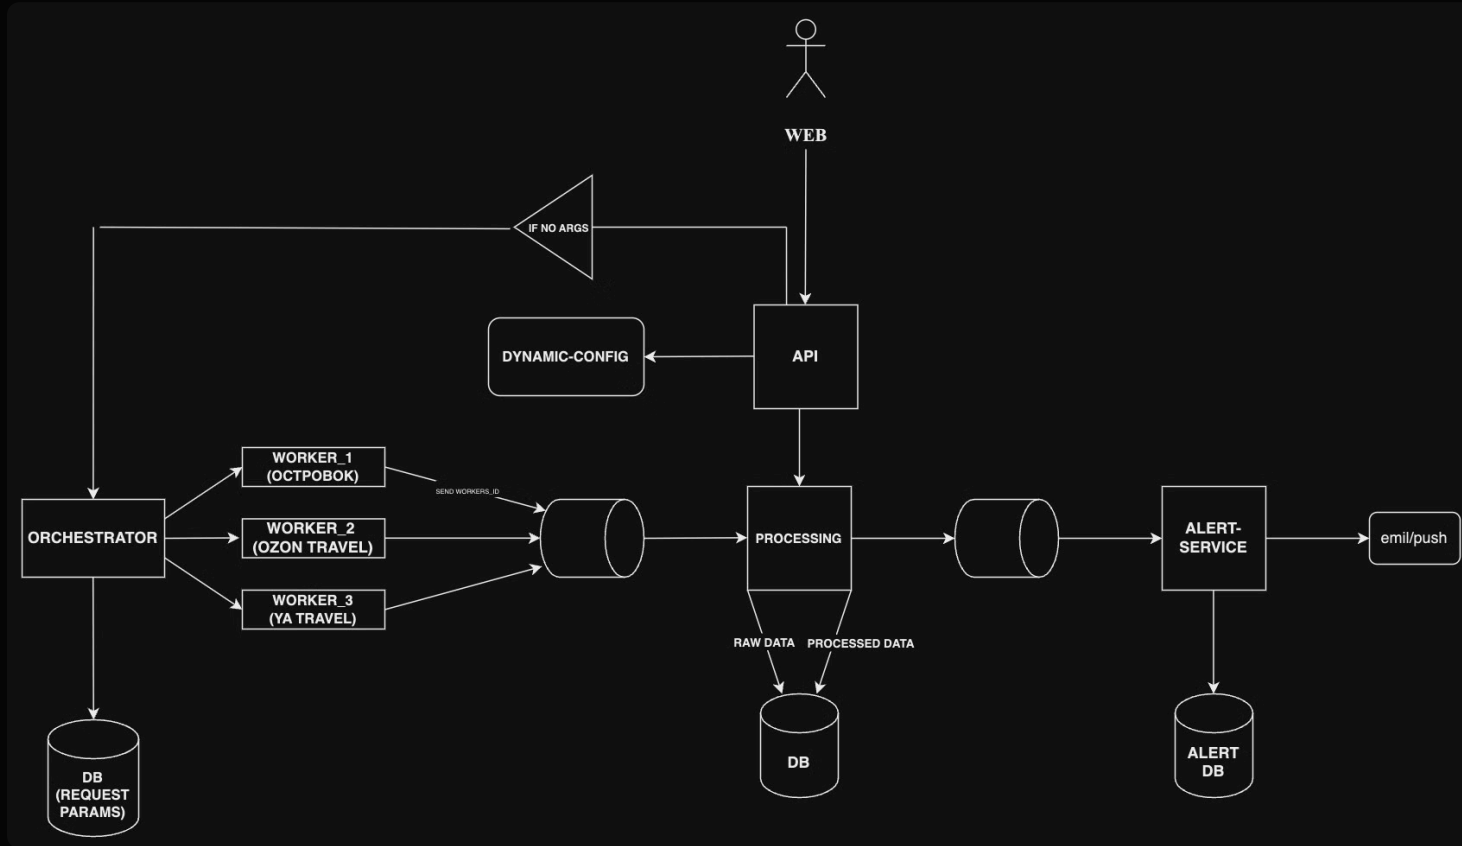 WEB
IF NO ARGS
DYNAMIC-CONFIG
API
WORKER_1
(ОСТРОВОК)
SEND WORKERS_ID
ORCHESTRATOR
WORKER_2
(OZON TRAVEL)
PROCESSING
ALERT-
SERVICE
emil/push
WORKER_3
(YA TRAVEL)
RAW DATA
PROCESSED DATA
DB
(REQUEST
PARAMS)
DB
ALERT
DB